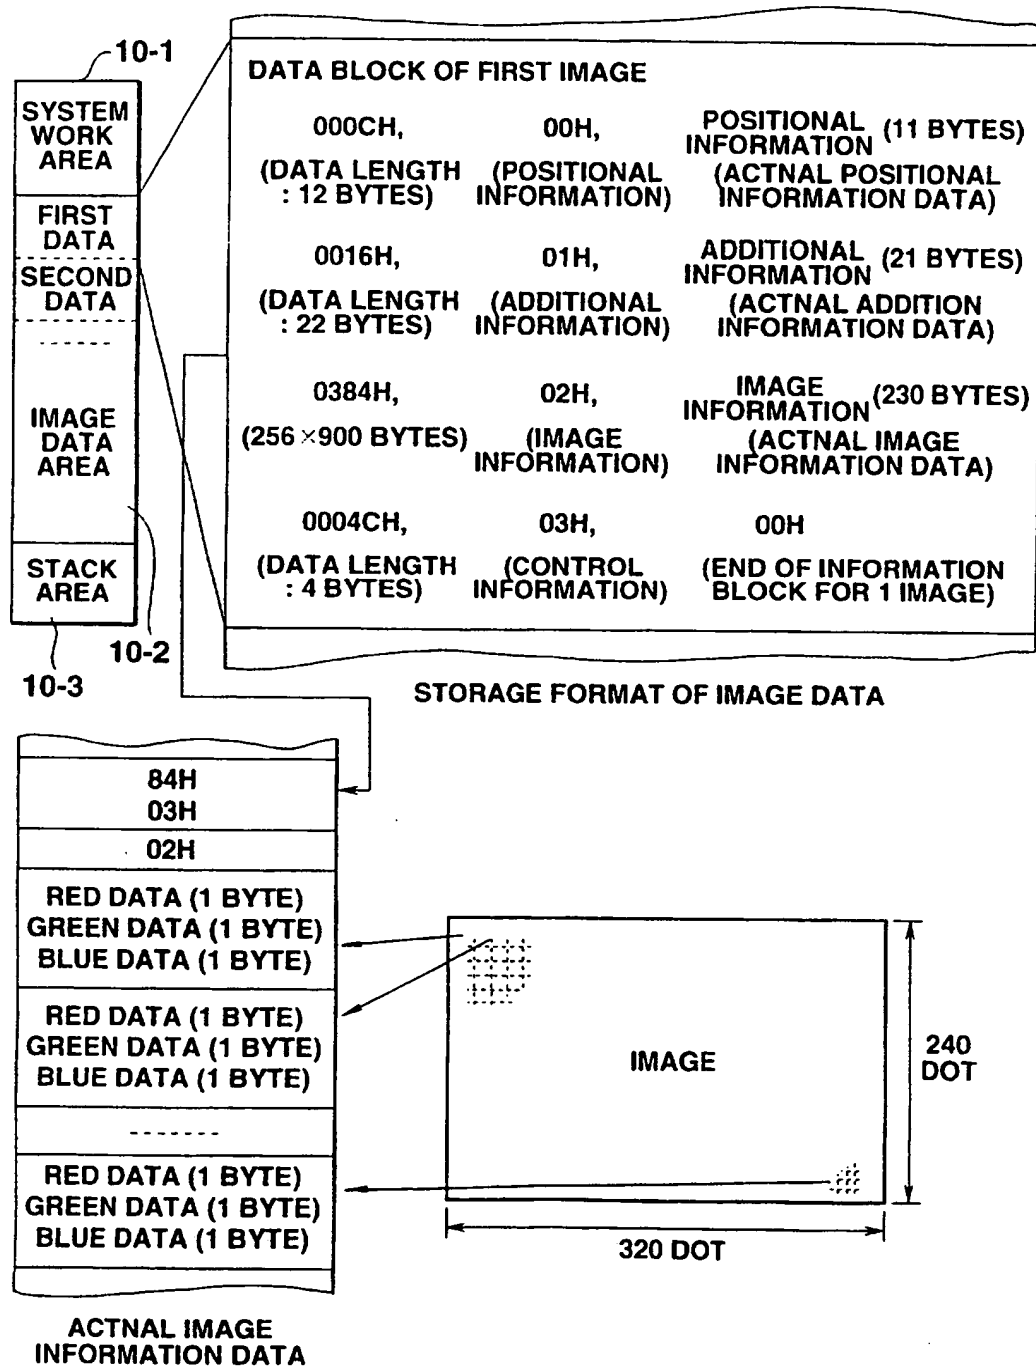 10-1
SYSTEM
WORK
AREA
FIRST
DATA
SECOND
DATA
IMAGE
DATA
AREA
STACK
AREA
10-2
10-3
DATA BLOCK OF FIRST IMAGE
000CH, 00H, POSITIONAL INFORMATION (11 BYTES)
(DATA LENGTH (POSITIONAL (ACTNAL POSITIONAL
: 12 BYTES) INFORMATION) INFORMATION DATA)
0016H, 01H, ADDITIONAL INFORMATION (21 BYTES)
(DATA LENGTH (ADDITIONAL (ACTNAL ADDITION
: 22 BYTES) INFORMATION) INFORMATION DATA)
0384H, 02H, IMAGE INFORMATION (230 BYTES)
(256 ×900 BYTES) (IMAGE (ACTNAL IMAGE
INFORMATION) INFORMATION DATA)
0004CH, 03H, 00H
(DATA LENGTH (CONTROL (END OF INFORMATION
: 4 BYTES) INFORMATION) BLOCK FOR 1 IMAGE)
STORAGE FORMAT OF IMAGE DATA
84H
03H
02H
RED DATA (1 BYTE)
GREEN DATA (1 BYTE)
BLUE DATA (1 BYTE)
RED DATA (1 BYTE)
GREEN DATA (1 BYTE)
BLUE DATA (1 BYTE)
RED DATA (1 BYTE)
GREEN DATA (1 BYTE)
BLUE DATA (1 BYTE)
ACTNAL IMAGE
INFORMATION DATA
IMAGE
240
DOT
320 DOT